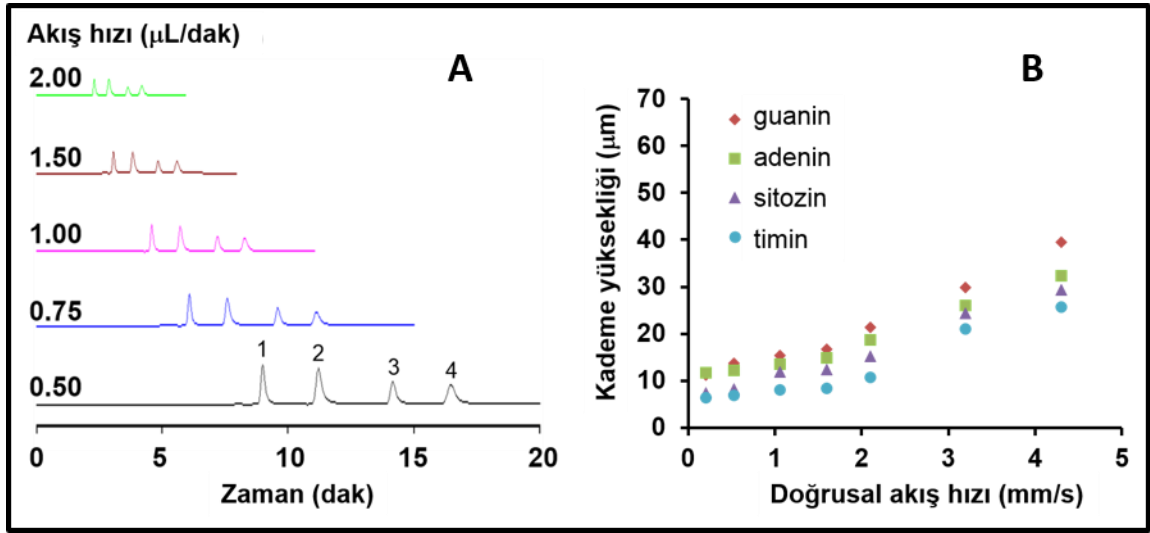 Akış hızı (μL/dak)
A
2.00
1.50
1.00
0.75
0.50
1 2 3 4
0 5 10 15 20
Zaman (dak)
B
Kademe yüksekliği (μm)
70
60
50
40
30
20
10
0
guanin
adenin
sitozin
timin
0 1 2 3 4 5
Doğrusal akış hızı (mm/s)